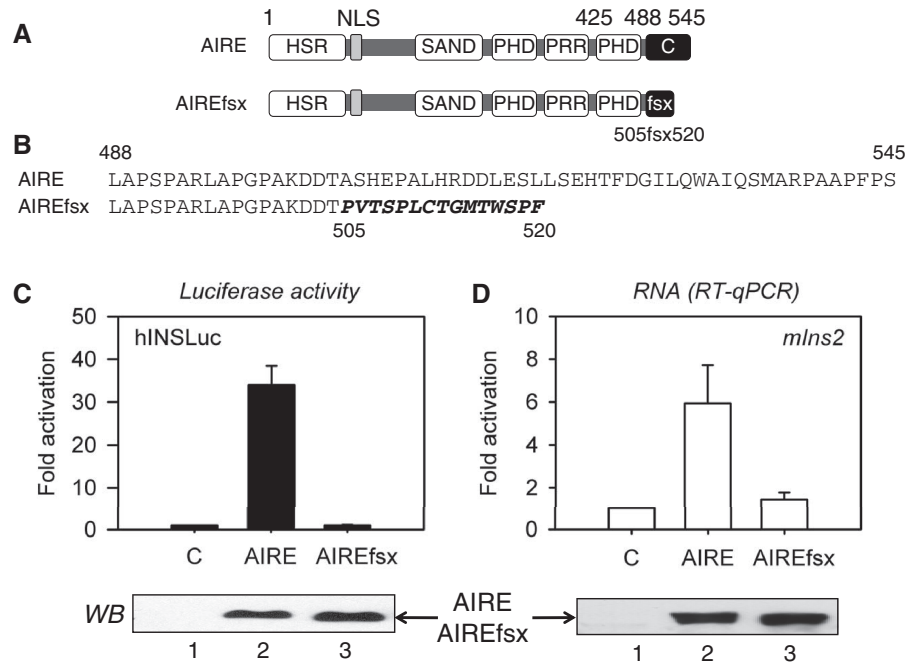 A
1 NLS 425 488 545
AIRE HSR SAND PHD PRR PHD C
AIREfsx HSR SAND PHD PRR PHD fsx
505fsx520
B
488 545
AIRE LAPSPARLAPGPAKDDTASHEPALHRDDLESLLSEHTFDGILQWAIQSMARPAAPFPS
AIREfsx LAPSPARLAPGPAKDDTPVTSPLCTGMTWSPF
505 520
C Luciferase activity
hINSLuc
Fold activation
50
40
30
20
10
0
C AIRE AIREfsx
D RNA (RT-qPCR)
mIns2
Fold activation
10
8
6
4
2
0
C AIRE AIREfsx
WB
AIRE
AIREfsx
1 2 3
1 2 3